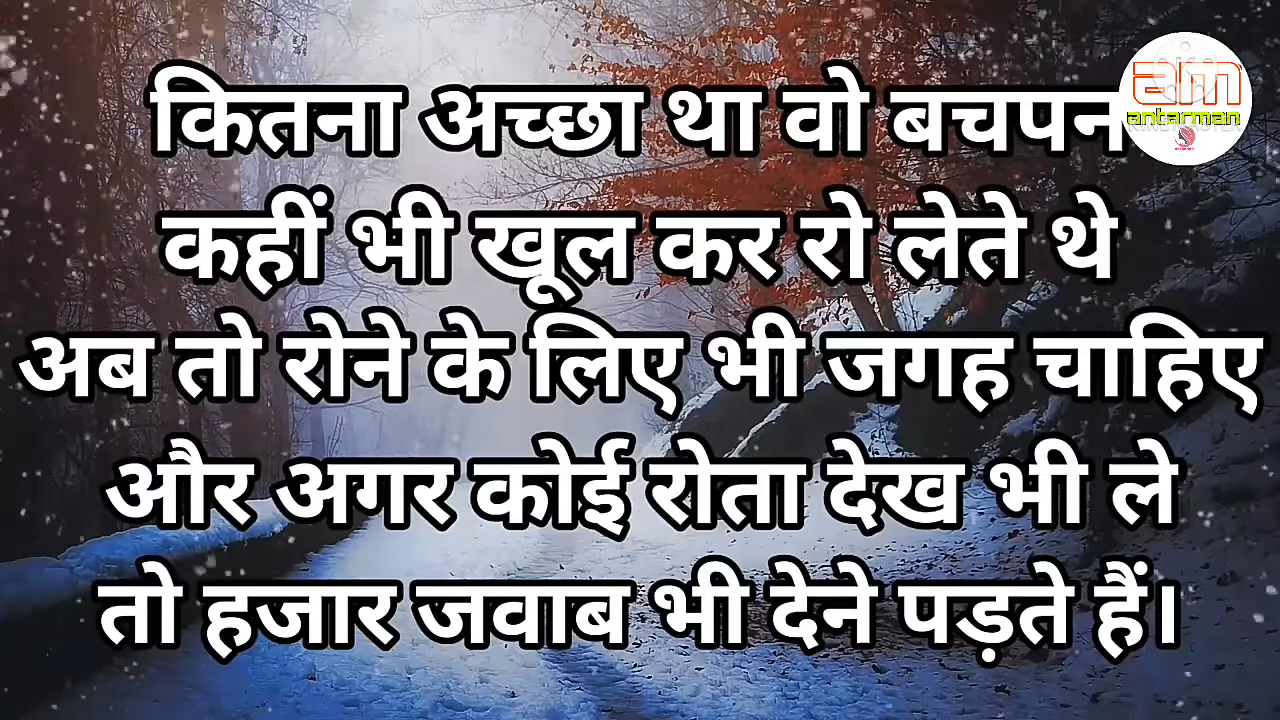 कितना अच्छा था वो बचपन
कहीं भी खूल कर रो लेते थे
अब तो रोने के लिए भी जगह चाहिए
और अगर कोई रोता देख भी ले
तो हजार जवाब भी देने पड़ते हैं।
am
antarman